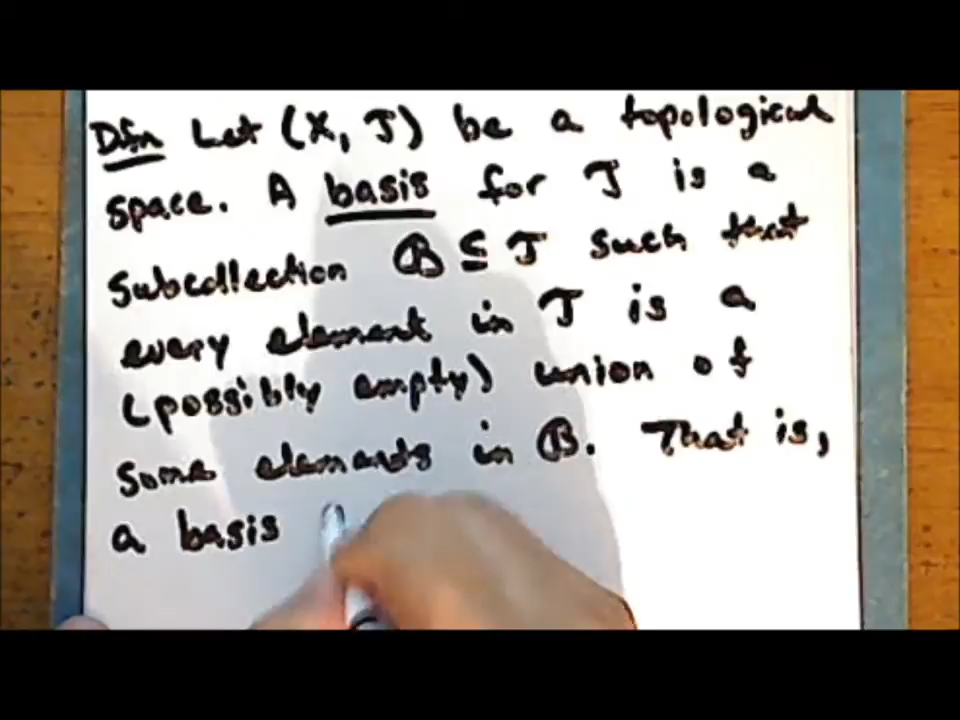 Dfn Let (X, T) be a topological
space. A basis for T is a
subcollection B ⊆ T such that
every element in T is a
(possibly empty) union of
some elements in B. That is,
a basis